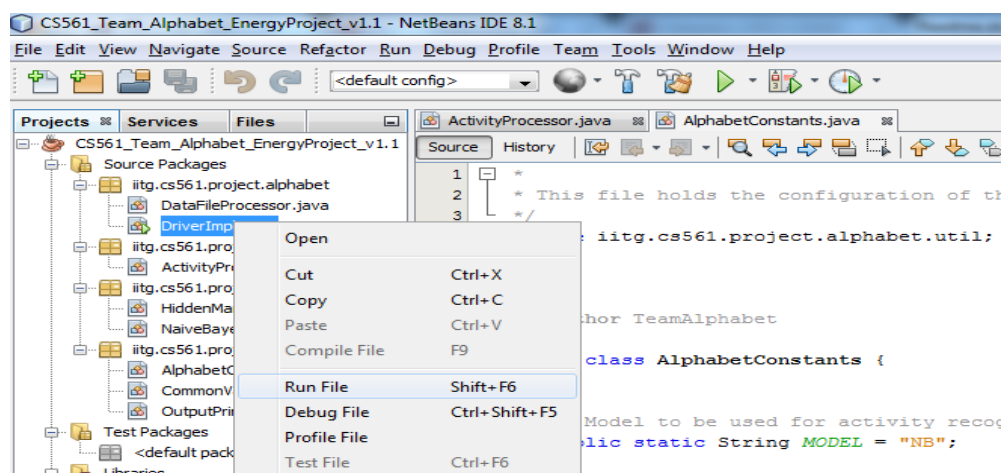 CS561_Team_Alphabet_EnergyProject_v1.1 - NetBeans IDE 8.1
File Edit View Navigate Source Refactor Run Debug Profile Team Tools Window Help
<default config>
Projects Services Files
CS561_Team_Alphabet_EnergyProject_v1.1
Source Packages
iitg.cs561.project.alphabet
DataFileProcessor.java
DriverImp
iitg.cs561.pro
ActivityPr
iitg.cs561.pro
HiddenMa
NaiveBaye
iitg.cs561.pro
AlphabetC
CommonV
OutputPri
Test Packages
<default pack
Libraries
Open
Cut Ctrl+X
Copy Ctrl+C
Paste Ctrl+V
Compile File F9
Run File Shift+F6
Debug File Ctrl+Shift+F5
Profile File
Test File Ctrl+F6
ActivityProcessor.java AlphabetConstants.java
Source History
1 *
2 * This file holds the configuration of th
3 */
iitg.cs561.project.alphabet.util;
hor TeamAlphabet
class AlphabetConstants {
Model to be used for activity recog
lic static String MODEL = "NB";